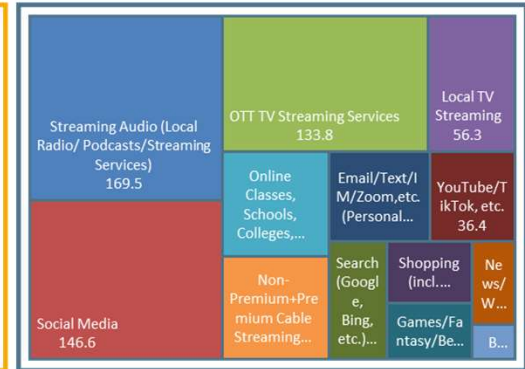 Streaming Audio (Local
Radio/ Podcasts/Streaming
Services)
169.5
Social Media
146.6
OTT TV Streaming Services
133.8
Local TV
Streaming
56.3
Online
Classes,
Schools,
Colleges,...
Email/Text/I
M/Zoom,etc.
(Personal...
YouTube/T
ikTok, etc.
36.4
Non-
Premium+Pre
mium Cable
Streaming...
Search
(Googl
e,
Bing,
etc.)...
Shopping
(incl....
Games/Fa
ntasy/Be...
Ne
ws/
W...
B...